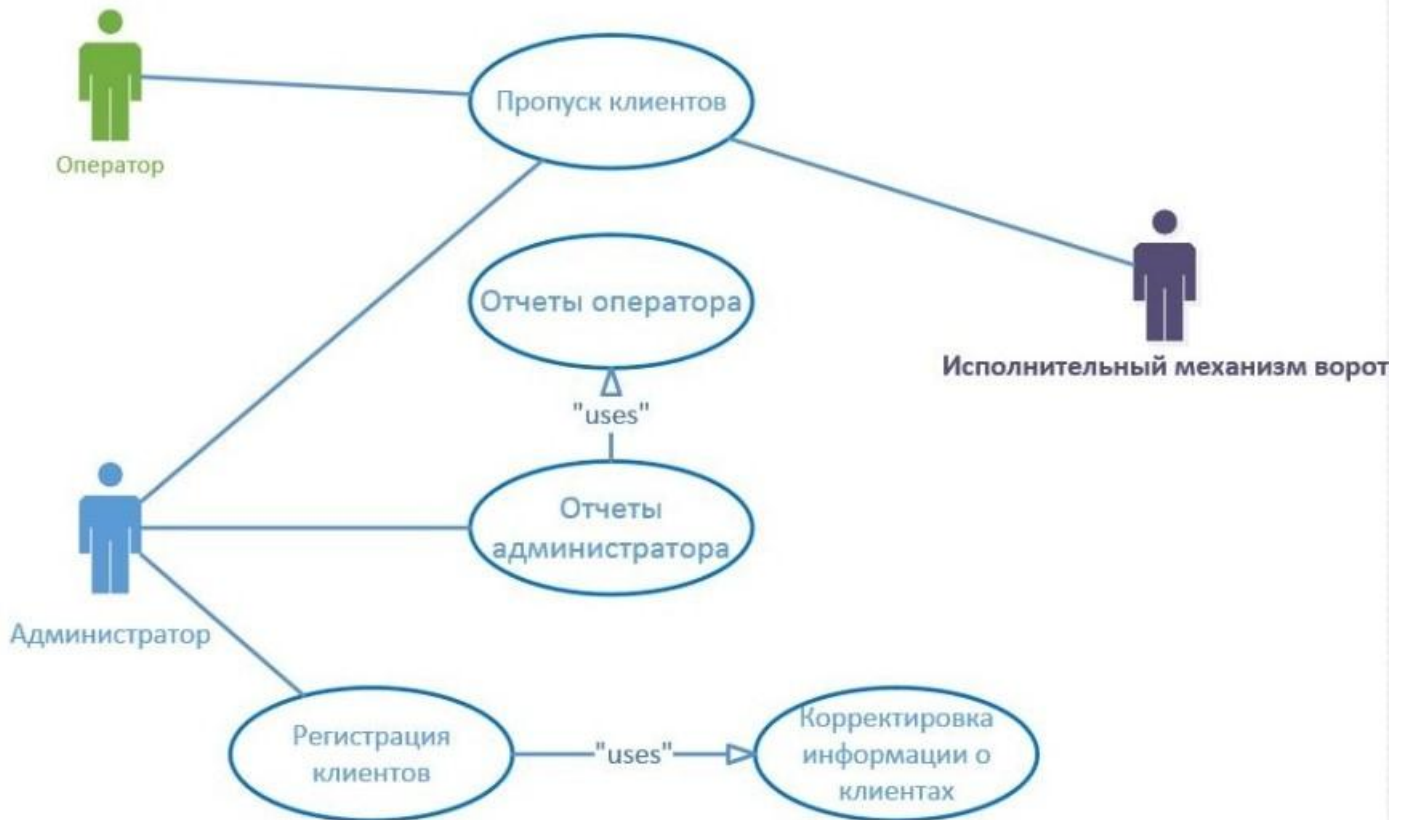 Пропуск клиентов
Оператор
Отчеты оператора
Исполнительный механизм ворот
"uses"
Отчеты
администратора
Администратор
Регистрация
клиентов
"uses"
Корректировка
информации о
клиентах